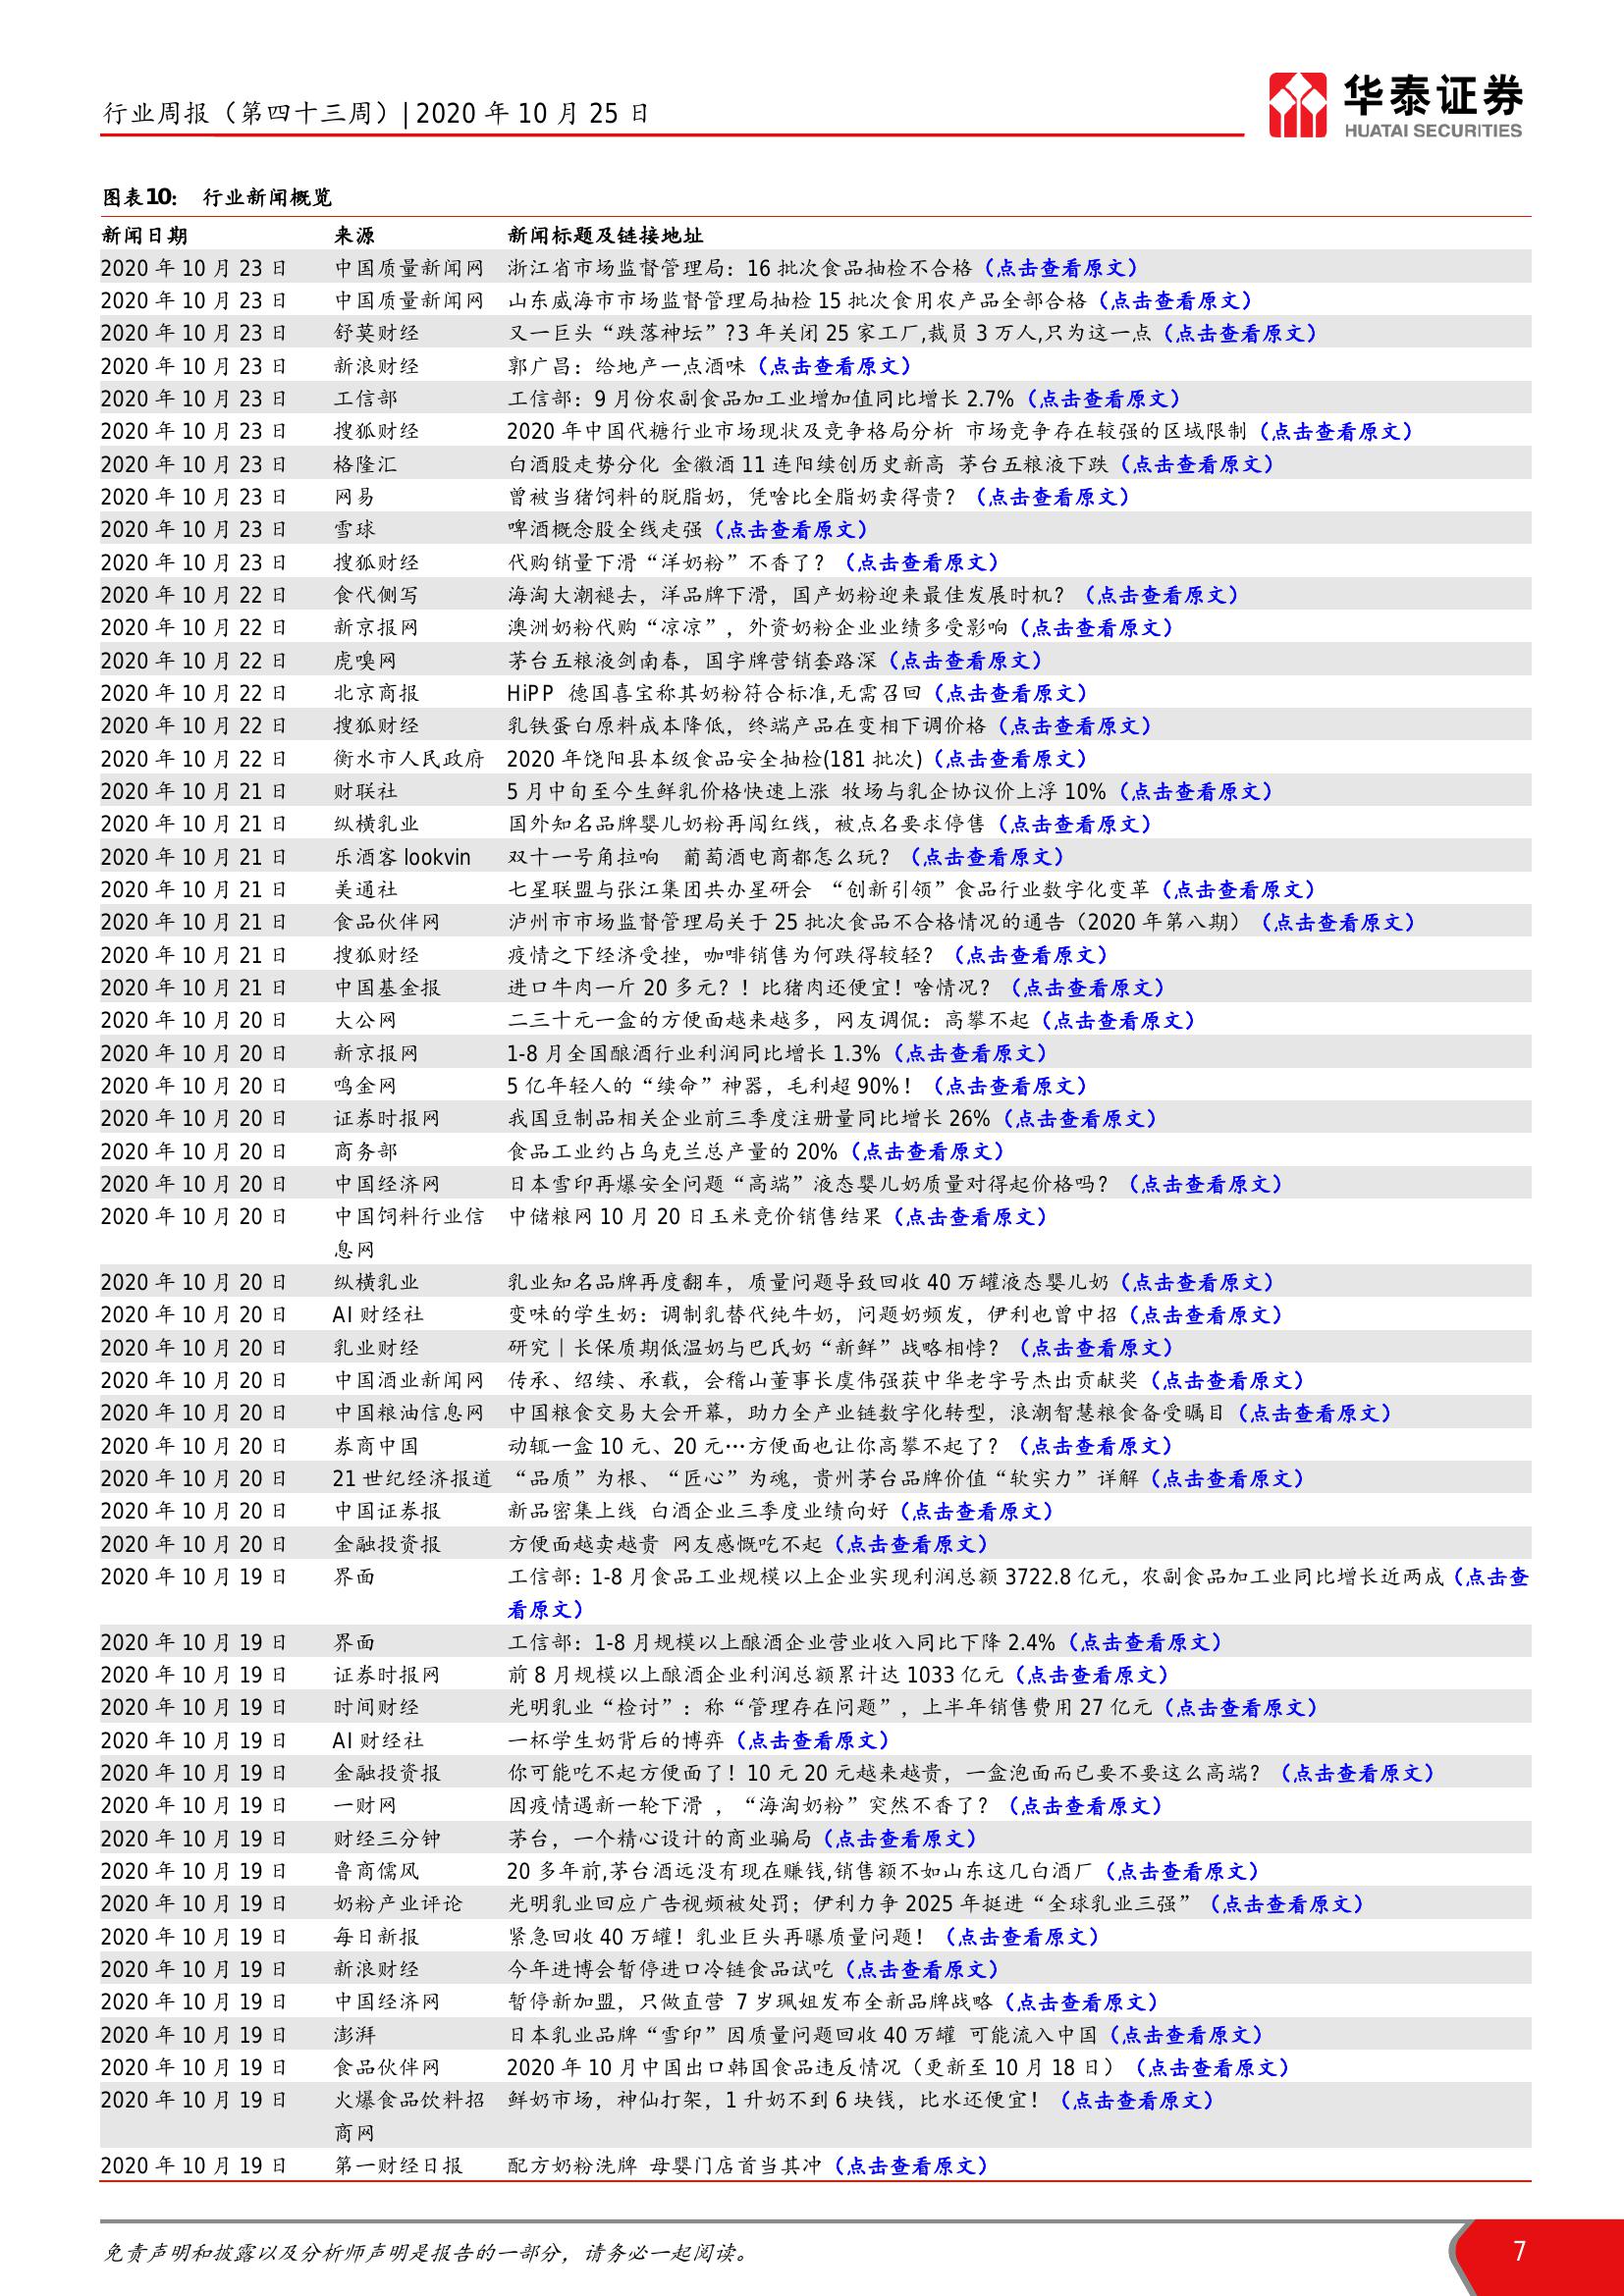 行业周报（第四十三周）|2020 年 10 月 25 日
华泰证券
HUATAI SECURITIES
图表10： 行业新闻概览
新闻日期 来源 新闻标题及链接地址
2020 年 10 月 23 日 中国质量新闻网 浙江省市场监督管理局：16 批次食品抽检不合格（点击查看原文）
2020 年 10 月 23 日 中国质量新闻网 山东威海市市场监督管理局抽检 15 批次食用农产品全部合格（点击查看原文）
2020 年 10 月 23 日 舒莫财经 又一巨头“跌落神坛”?3 年关闭 25 家工厂,裁员 3 万人,只为这一点（点击查看原文）
2020 年 10 月 23 日 新浪财经 郭广昌：给地产一点酒味（点击查看原文）
2020 年 10 月 23 日 工信部 工信部：9 月份农副食品加工业增加值同比增长 2.7%（点击查看原文）
2020 年 10 月 23 日 搜狐财经 2020 年中国代糖行业市场现状及竞争格局分析 市场竞争存在较强的区域限制（点击查看原文）
2020 年 10 月 23 日 格隆汇 白酒股走势分化 金徽酒 11 连阳续创历史新高 茅台五粮液下跌（点击查看原文）
2020 年 10 月 23 日 网易 曾被当猪饲料的脱脂奶，凭啥比全脂奶卖得贵？（点击查看原文）
2020 年 10 月 23 日 雪球 啤酒概念股全线走强（点击查看原文）
2020 年 10 月 23 日 搜狐财经 代购销量下滑“洋奶粉”不香了？（点击查看原文）
2020 年 10 月 22 日 食代侧写 海淘大潮褪去，洋品牌下滑，国产奶粉迎来最佳发展时机？（点击查看原文）
2020 年 10 月 22 日 新京报网 澳洲奶粉代购“凉凉”，外资奶粉企业业绩多受影响（点击查看原文）
2020 年 10 月 22 日 虎嗅网 茅台五粮液剑南春，国字牌营销套路深（点击查看原文）
2020 年 10 月 22 日 北京商报 HiPP 德国喜宝称其奶粉符合标准,无需召回（点击查看原文）
2020 年 10 月 22 日 搜狐财经 乳铁蛋白原料成本降低，终端产品在变相下调价格（点击查看原文）
2020 年 10 月 22 日 衡水市人民政府 2020 年饶阳县本级食品安全抽检(181 批次)（点击查看原文）
2020 年 10 月 21 日 财联社 5 月中旬至今生鲜乳价格快速上涨 牧场与乳企协议价上浮 10%（点击查看原文）
2020 年 10 月 21 日 纵横乳业 国外知名品牌婴儿奶粉再闯红线，被点名要求停售（点击查看原文）
2020 年 10 月 21 日 乐酒客 lookvin 双十一号角拉响 葡萄酒电商都怎么玩？（点击查看原文）
2020 年 10 月 21 日 美通社 七星联盟与张江集团共办星研会 “创新引领”食品行业数字化变革（点击查看原文）
2020 年 10 月 21 日 食品伙伴网 泸州市市场监督管理局关于 25 批次食品不合格情况的通告（2020 年第八期）（点击查看原文）
2020 年 10 月 21 日 搜狐财经 疫情之下经济受挫，咖啡销售为何跌得较轻？（点击查看原文）
2020 年 10 月 21 日 中国基金报 进口牛肉一斤 20 多元？！比猪肉还便宜！啥情况？（点击查看原文）
2020 年 10 月 20 日 大公网 二三十元一盒的方便面越来越多，网友调侃：高攀不起（点击查看原文）
2020 年 10 月 20 日 新京报网 1-8 月全国酿酒行业利润同比增长 1.3%（点击查看原文）
2020 年 10 月 20 日 鸣金网 5 亿年轻人的“续命”神器，毛利超 90%！（点击查看原文）
2020 年 10 月 20 日 证券时报网 我国豆制品相关企业前三季度注册量同比增长 26%（点击查看原文）
2020 年 10 月 20 日 商务部 食品工业约占乌克兰总产量的 20%（点击查看原文）
2020 年 10 月 20 日 中国经济网 日本雪印再爆安全问题“高端”液态婴儿奶质量对得起价格吗？（点击查看原文）
2020 年 10 月 20 日 中国饲料行业信 中储粮网 10 月 20 日玉米竞价销售结果（点击查看原文）
息网
2020 年 10 月 20 日 纵横乳业 乳业知名品牌再度翻车，质量问题导致回收 40 万罐液态婴儿奶（点击查看原文）
2020 年 10 月 20 日 AI 财经社 变味的学生奶：调制乳替代纯牛奶，问题奶频发，伊利也曾中招（点击查看原文）
2020 年 10 月 20 日 乳业财经 研究｜长保质期低温奶与巴氏奶“新鲜”战略相悖？（点击查看原文）
2020 年 10 月 20 日 中国酒业新闻网 传承、绍续、承载，会稽山董事长虞伟强获中华老字号杰出贡献奖（点击查看原文）
2020 年 10 月 20 日 中国粮油信息网 中国粮食交易大会开幕，助力全产业链数字化转型，浪潮智慧粮食备受瞩目（点击查看原文）
2020 年 10 月 20 日 券商中国 动辄一盒 10 元、20 元…方便面也让你高攀不起了？（点击查看原文）
2020 年 10 月 20 日 21 世纪经济报道 “品质”为根、“匠心”为魂，贵州茅台品牌价值“软实力”详解（点击查看原文）
2020 年 10 月 20 日 中国证券报 新品密集上线 白酒企业三季度业绩向好（点击查看原文）
2020 年 10 月 20 日 金融投资报 方便面越卖越贵 网友感慨吃不起（点击查看原文）
2020 年 10 月 19 日 界面 工信部：1-8 月食品工业规模以上企业实现利润总额 3722.8 亿元，农副食品加工业同比增长近两成（点击查
看原文）
2020 年 10 月 19 日 界面 工信部：1-8 月规模以上酿酒企业营业收入同比下降 2.4%（点击查看原文）
2020 年 10 月 19 日 证券时报网 前 8 月规模以上酿酒企业利润总额累计达 1033 亿元（点击查看原文）
2020 年 10 月 19 日 时间财经 光明乳业“检讨”：称“管理存在问题”，上半年销售费用 27 亿元（点击查看原文）
2020 年 10 月 19 日 AI 财经社 一杯学生奶背后的博弈（点击查看原文）
2020 年 10 月 19 日 金融投资报 你可能吃不起方便面了！10 元 20 元越来越贵，一盒泡面而已要不要这么高端？（点击查看原文）
2020 年 10 月 19 日 一财网 因疫情遇新一轮下滑 ，“海淘奶粉”突然不香了？（点击查看原文）
2020 年 10 月 19 日 财经三分钟 茅台，一个精心设计的商业骗局（点击查看原文）
2020 年 10 月 19 日 鲁商儒风 20 多年前,茅台酒远没有现在赚钱,销售额不如山东这几白酒厂（点击查看原文）
2020 年 10 月 19 日 奶粉产业评论 光明乳业回应广告视频被处罚；伊利力争 2025 年挺进“全球乳业三强”（点击查看原文）
2020 年 10 月 19 日 每日新报 紧急回收 40 万罐！乳业巨头再曝质量问题！（点击查看原文）
2020 年 10 月 19 日 新浪财经 今年进博会暂停进口冷链食品试吃（点击查看原文）
2020 年 10 月 19 日 中国经济网 暂停新加盟，只做直营 7 岁珮姐发布全新品牌战略（点击查看原文）
2020 年 10 月 19 日 澎湃 日本乳业品牌“雪印”因质量问题回收 40 万罐 可能流入中国（点击查看原文）
2020 年 10 月 19 日 食品伙伴网 2020 年 10 月中国出口韩国食品违反情况（更新至 10 月 18 日）（点击查看原文）
2020 年 10 月 19 日 火爆食品饮料招 鲜奶市场，神仙打架，1 升奶不到 6 块钱，比水还便宜！（点击查看原文）
商网
2020 年 10 月 19 日 第一财经日报 配方奶粉洗牌 母婴门店首当其冲（点击查看原文）
免责声明和披露以及分析师声明是报告的一部分，请务必一起阅读。
7